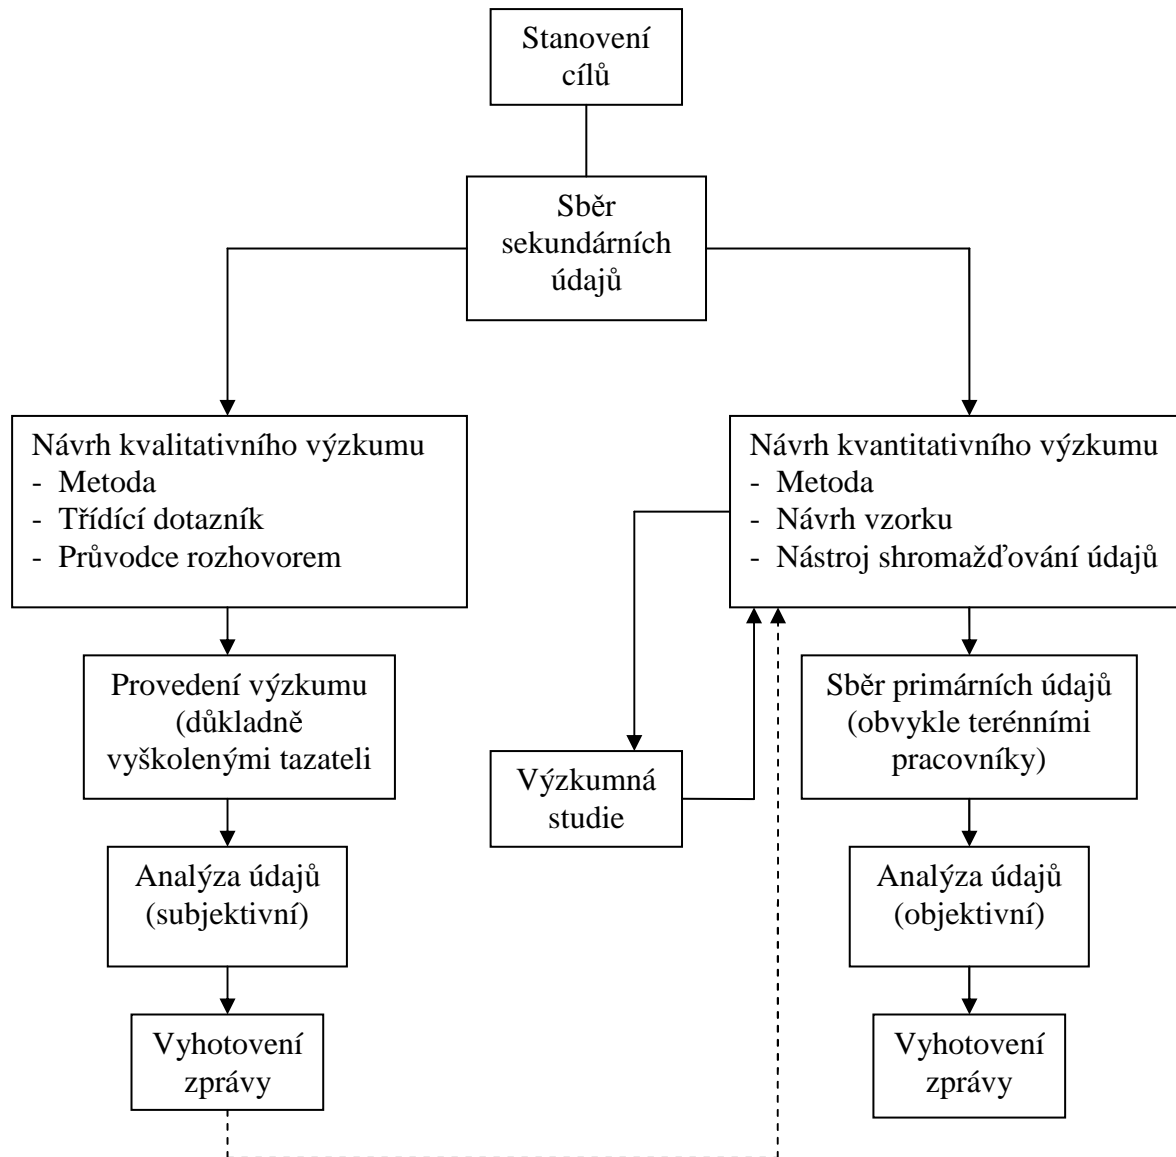 Stanovení
cílů
Sběr
sekundárních
údajů
Návrh kvalitativního výzkumu
- Metoda
- Třídící dotazník
- Průvodce rozhovorem
Návrh kvantitativního výzkumu
- Metoda
- Návrh vzorku
- Nástroj shromažďování údajů
Provedení výzkumu
(důkladně
vyškolenými tazateli
Výzkumná
studie
Sběr primárních údajů
(obvykle terénními
pracovníky)
Analýza údajů
(subjektivní)
Analýza údajů
(objektivní)
Vyhotovení
zprávy
Vyhotovení
zprávy